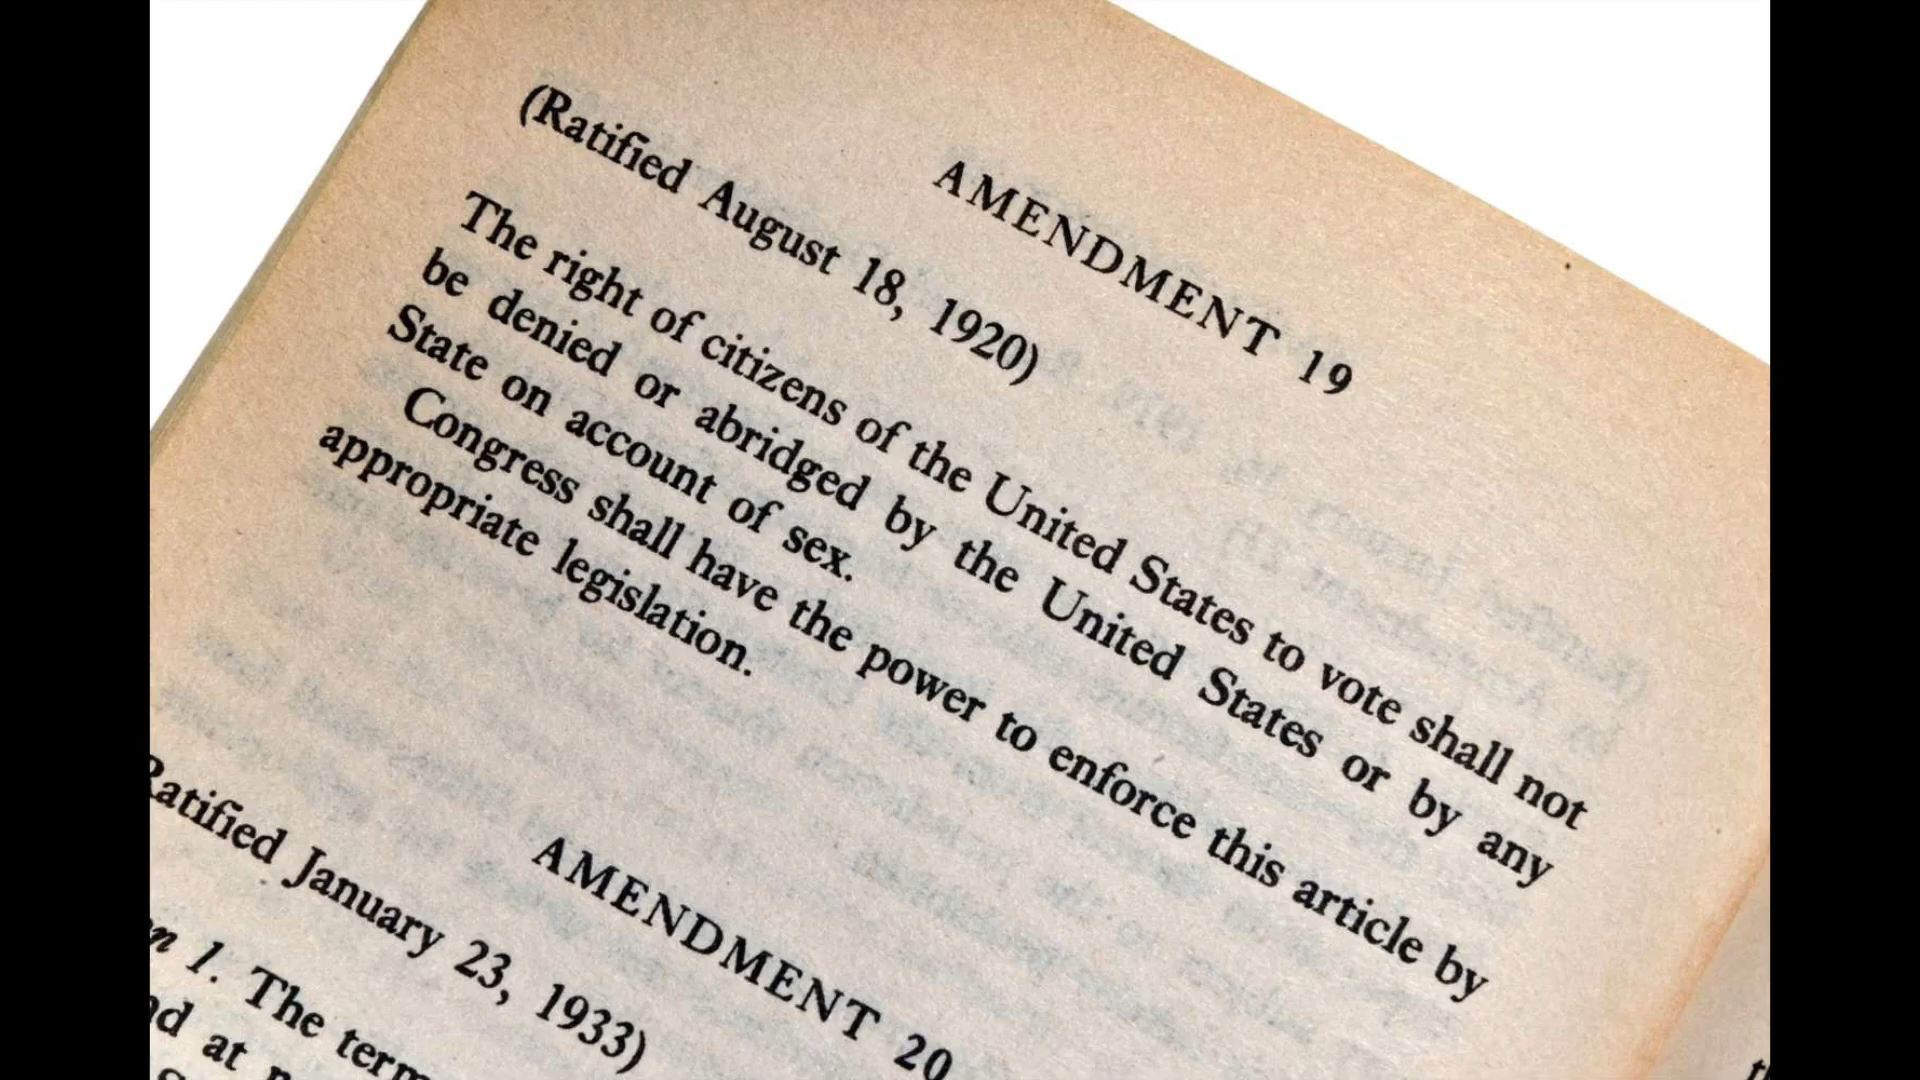 AMENDMENT 19
(Ratified August 18, 1920)
The right of citizens of the United States to vote shall not
be denied or abridged by the United States or by any
State on account of sex.
Congress shall have the power to enforce this article by
appropriate legislation.
AMENDMENT 20
Ratified January 23, 1933)
1. The term
at